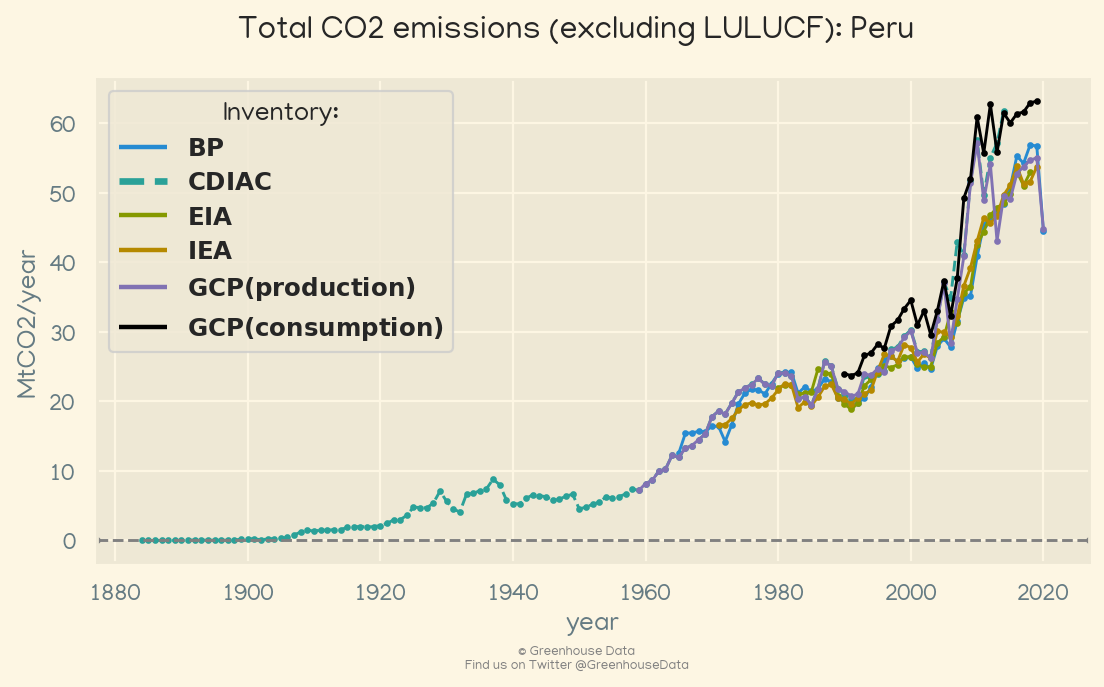 Total CO2 emissions (excluding LULUCF): Peru
Inventory:
BP
CDIAC
EIA
IEA
GCP(production)
GCP(consumption)
MtCO2/year
60
50
40
30
20
10
0
1880 1900 1920 1940 1960 1980 2000 2020
year
© Greenhouse Data
Find us on Twitter @GreenhouseData